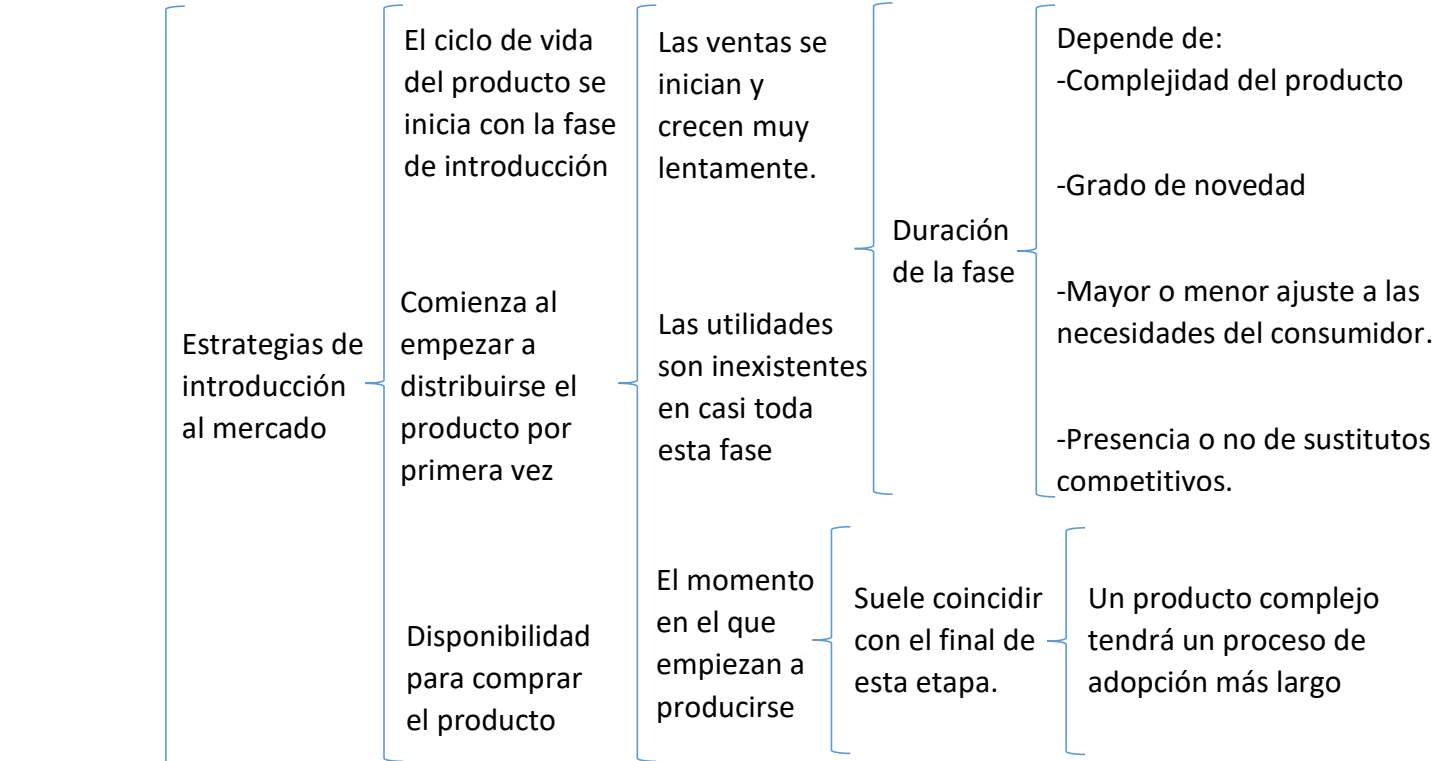 Estrategias de
introducción
al mercado
El ciclo de vida
del producto se
inicia con la fase
de introducción
Comienza al
empezar a
distribuirse el
producto por
primera vez
Disponibilidad
para comprar
el producto
Las ventas se
inician y
crecen muy
lentamente.
Las utilidades
son inexistentes
en casi toda
esta fase
El momento
en el que
empiezan a
producirse
Duración
de la fase
Depende de:
-Complejidad del producto
-Grado de novedad
-Mayor o menor ajuste a las
necesidades del consumidor.
-Presencia o no de sustitutos
competitivos.
Suele coincidir
con el final de
esta etapa.
Un producto complejo
tendrá un proceso de
adopción más largo